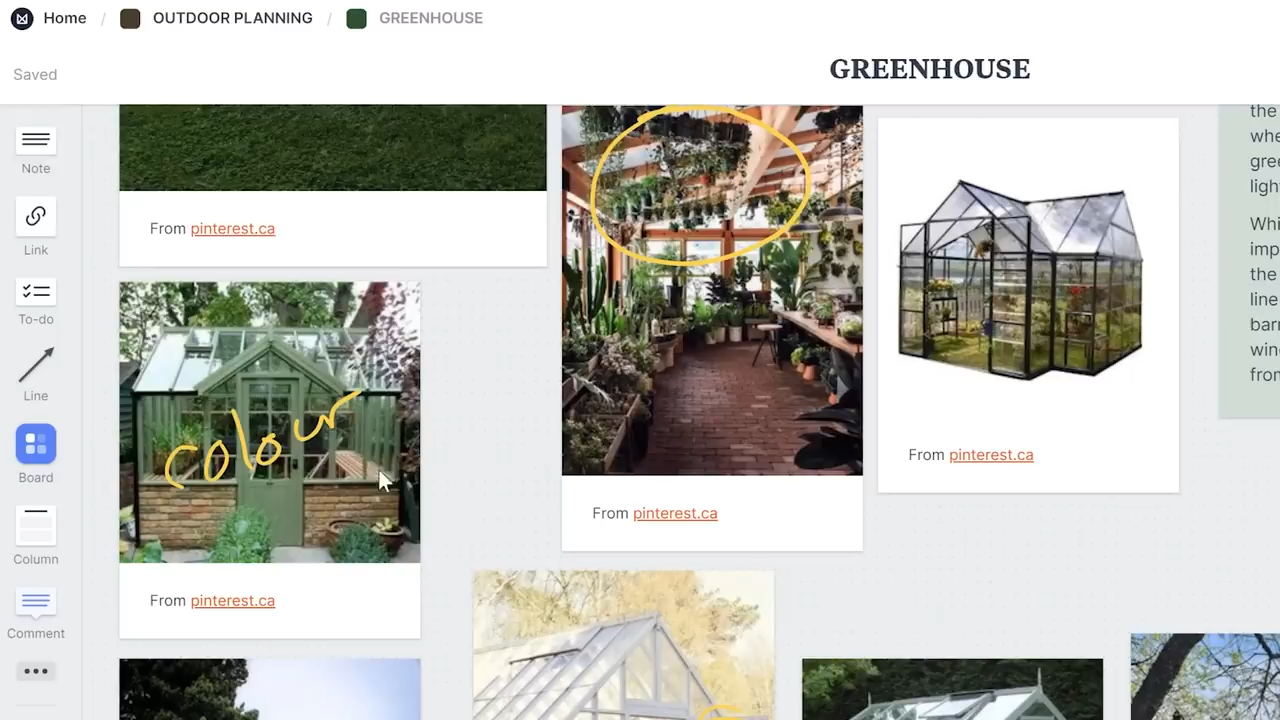 Home / OUTDOOR PLANNING / GREENHOUSE
Saved
GREENHOUSE
Note
Link
To-do
Line
Board
Column
Comment
From pinterest.ca
colour
From pinterest.ca
From pinterest.ca
From pinterest.ca
the
whe
gree
light
Whi
imp
the
line
barr
wind
from